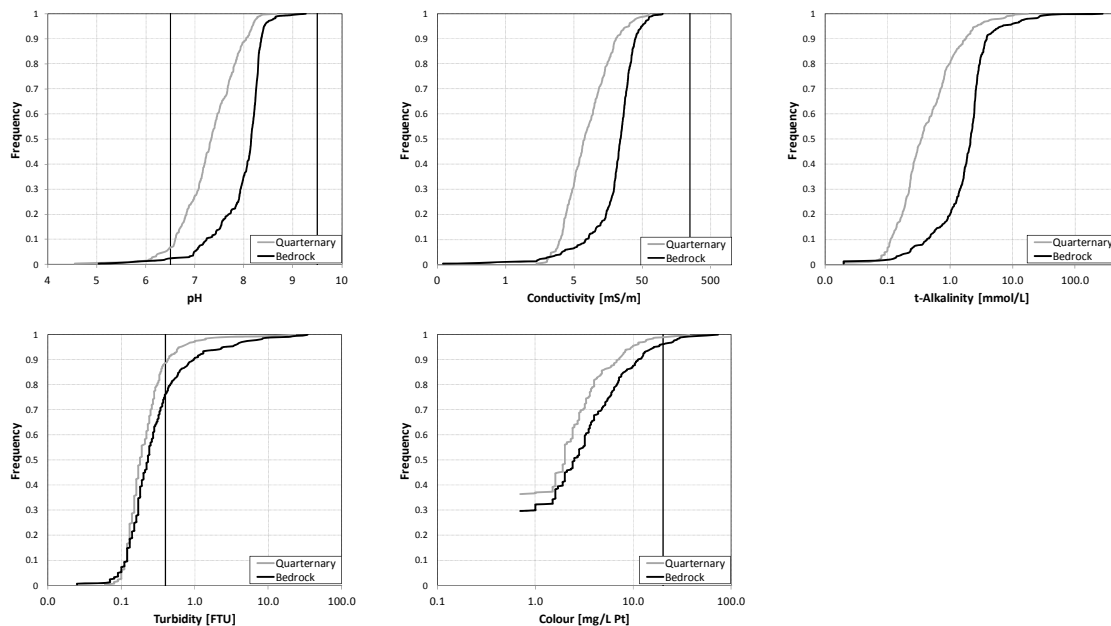 1
0.9
0.8
0.7
0.6
0.5
0.4
0.3
0.2
0.1
0
Frequency
4 5 6 7 8 9 10
pH
Quarternary
Bedrock
1
0.9
0.8
0.7
0.6
0.5
0.4
0.3
0.2
0.1
0
Frequency
0 1 5 50 500
Conductivity [mS/m]
Quarternary
Bedrock
1
0.9
0.8
0.7
0.6
0.5
0.4
0.3
0.2
0.1
0
Frequency
0.0 0.1 1.0 10.0 100.0
t-Alkalinity [mmol/L]
Quarternary
Bedrock
1
0.9
0.8
0.7
0.6
0.5
0.4
0.3
0.2
0.1
0
Frequency
0.0 0.1 1.0 10.0 100.0
Turbidity [FTU]
Quarternary
Bedrock
1
0.9
0.8
0.7
0.6
0.5
0.4
0.3
0.2
0.1
0
Frequency
0.1 1.0 10.0 100.0
Colour [mg/L Pt]
Quarternary
Bedrock